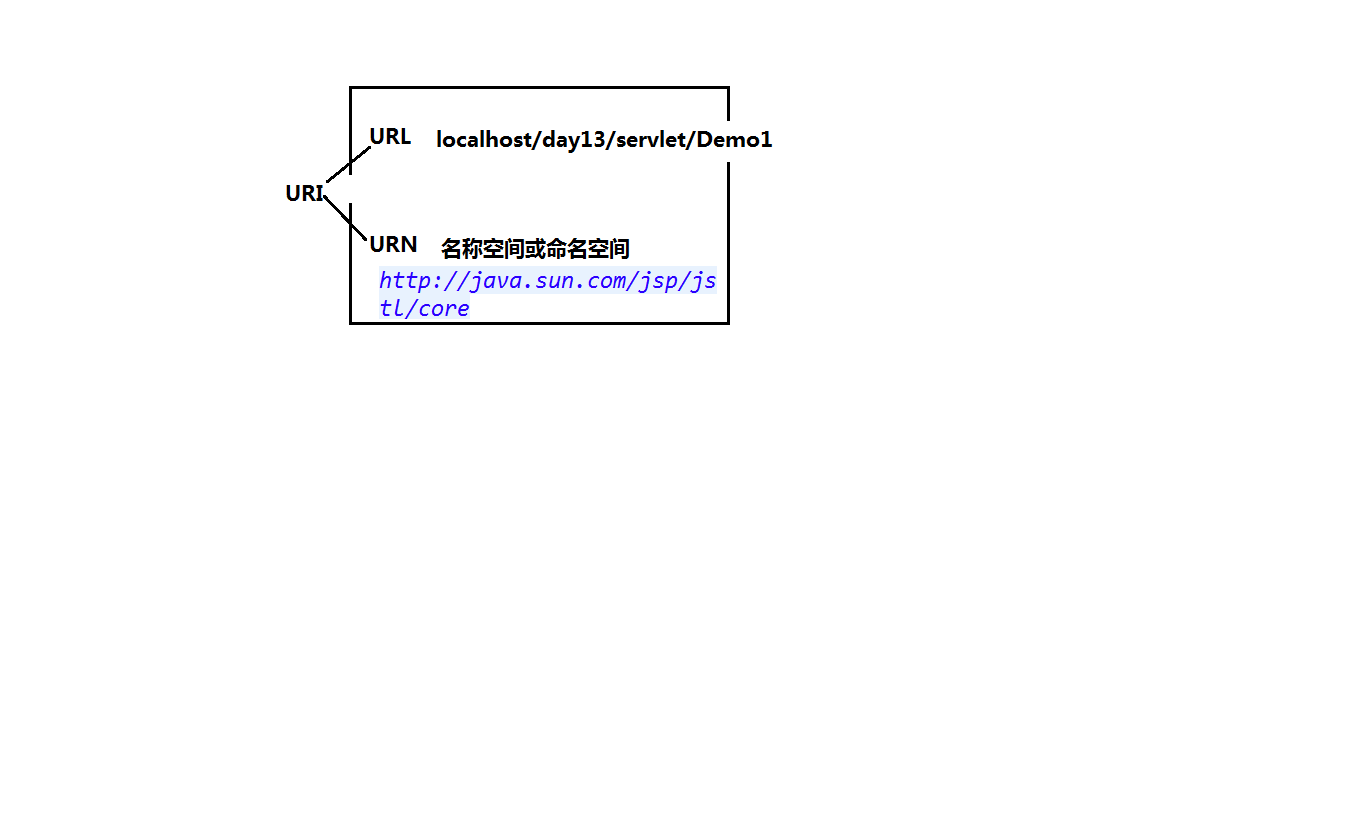 URL localhost/day13/servlet/Demo1
URI
URN 名称空间或命名空间
http://java.sun.com/jsp/js
tl/core